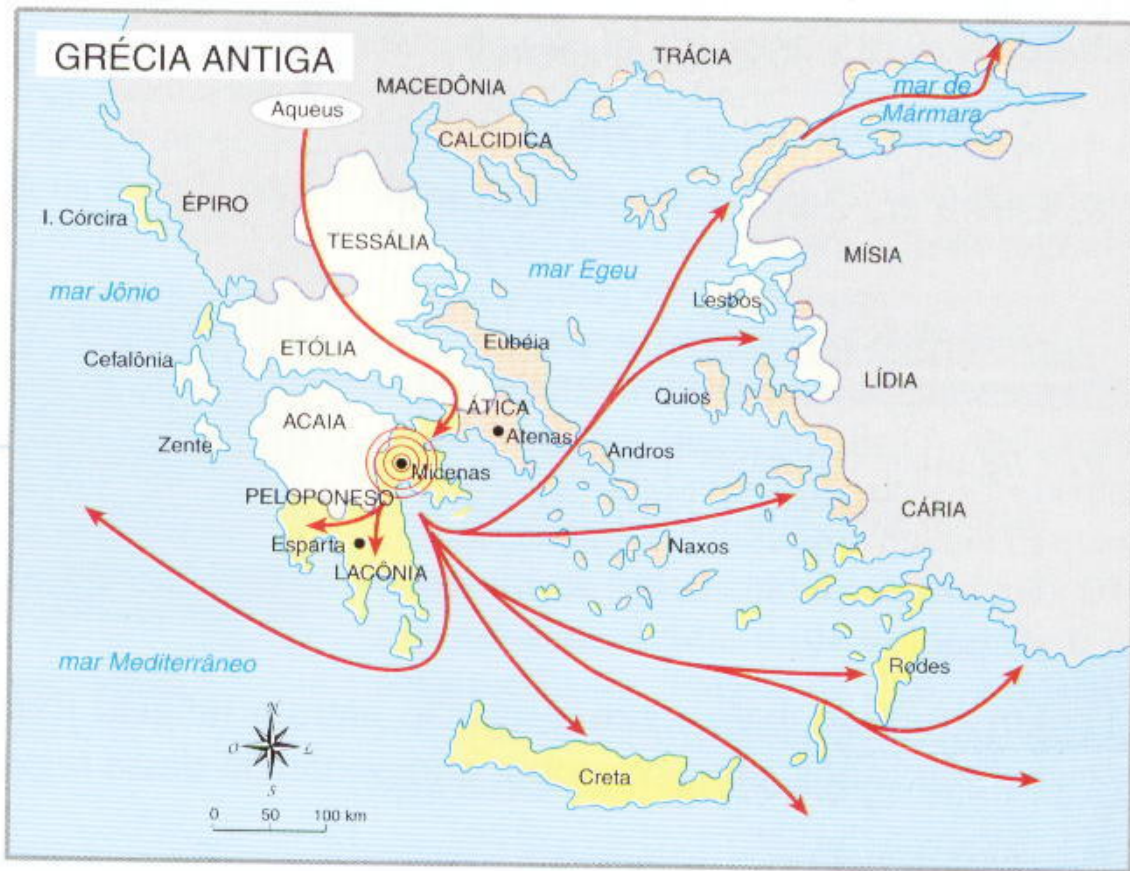 GRÉCIA ANTIGA
TRÁCIA
MACEDÔNIA
mar de
Mármara
Aqueus
CALCIDICA
ÉPIRO
I. Córcira
TESSÁLIA
MÍSIA
mar Egeu
mar Jônio
Lesbos
Eubéia
ETÓLIA
Cefalônia
LÍDIA
Quios
ÁTICA
ACAIA
Atenas
Zente
Andros
Micenas
PELOPONESO
CÁRIA
Esparta
Naxos
LACÔNIA
mar Mediterrâneo
Rodes
N
O L
S
Creta
0 50 100 km